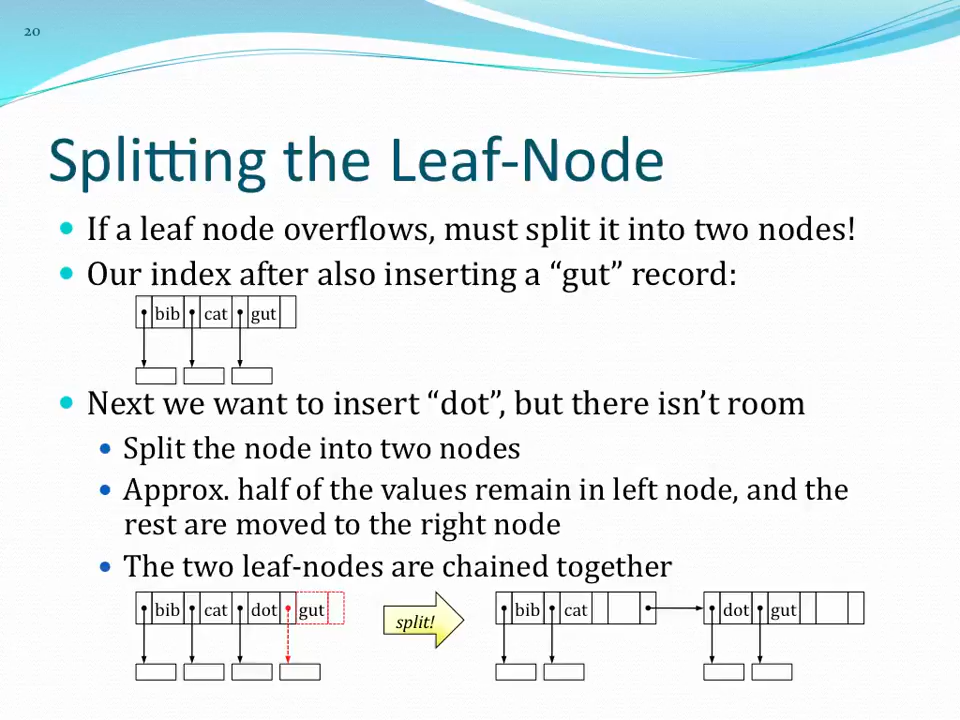 20
Splitting the Leaf-Node
If a leaf node overflows, must split it into two nodes!
Our index after also inserting a “gut” record:
bib cat gut
Next we want to insert “dot”, but there isn’t room
Split the node into two nodes
Approx. half of the values remain in left node, and the
rest are moved to the right node
The two leaf-nodes are chained together
bib cat dot gut split! bib cat dot gut